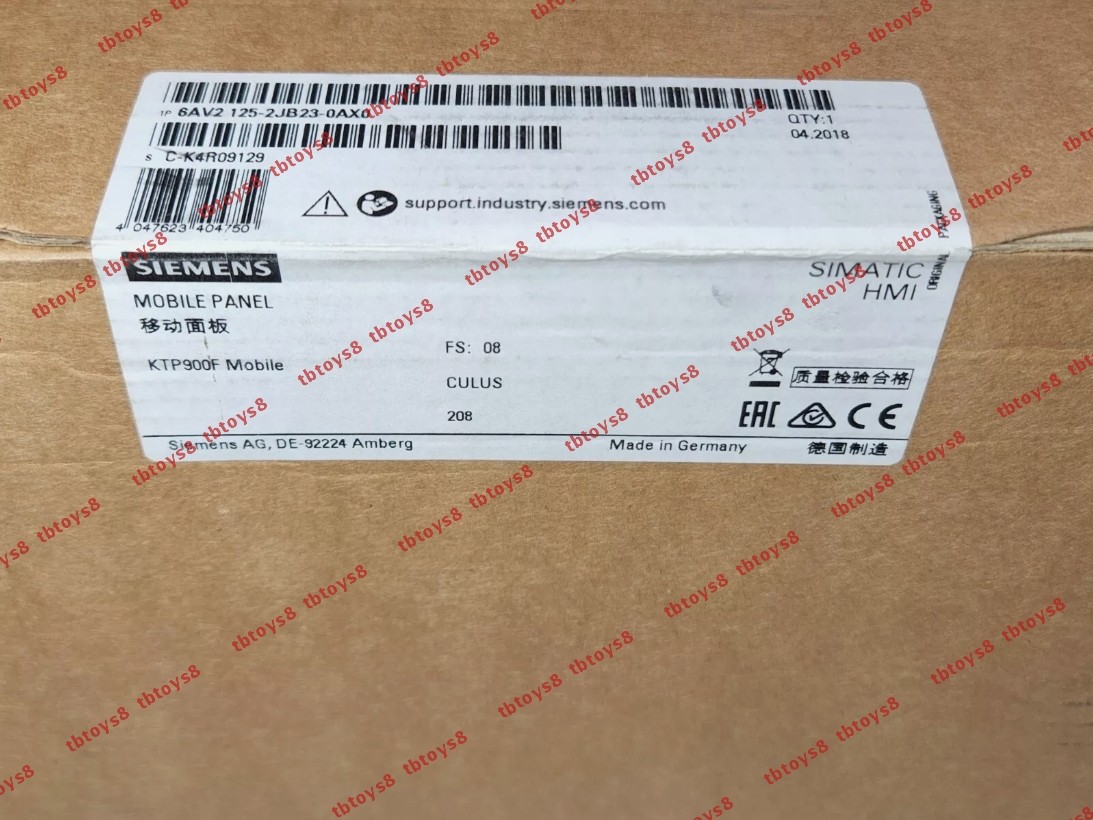 1P 6AV2 125-2JB23-0AX0
QTY:1
04.2018
S C-K4R09129
4 047623 404750
support.industry.siemens.com
ORIGINAL PACKAGING
SIEMENS
SIMATIC
HMI
MOBILE PANEL
移动面板
KTP900F Mobile
FS: 08
CULUS
208
质量检验合格
EAC
CE
Siemens AG, DE-92224 Amberg
Made in Germany
德国制造
tbtoys8